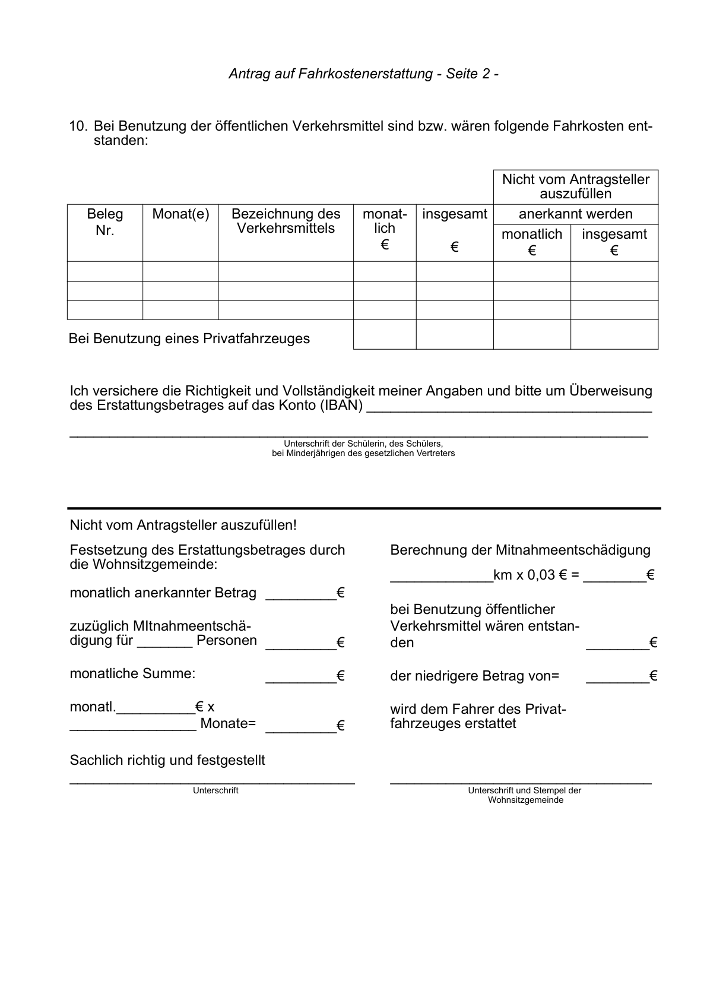 Antrag auf Fahrkostenerstattung - Seite 2 -
10. Bei Benutzung der öffentlichen Verkehrsmittel sind bzw. wären folgende Fahrkosten ent-
standen:
Nicht vom Antragsteller
auszufüllen
Beleg
Nr.
Monat(e)
Bezeichnung des
Verkehrsmittels
monat-
lich
€
insgesamt
€
anerkannt werden
monatlich
€
insgesamt
€
Bei Benutzung eines Privatfahrzeuges
Ich versichere die Richtigkeit und Vollständigkeit meiner Angaben und bitte um Überweisung
des Erstattungsbetrages auf das Konto (IBAN) ____________________________________
_________________________________________________________________________
Unterschrift der Schülerin, des Schülers,
bei Minderjährigen des gesetzlichen Vertreters
Nicht vom Antragsteller auszufüllen!
Festsetzung des Erstattungsbetrages durch
die Wohnsitzgemeinde:
monatlich anerkannter Betrag _________€
zuzüglich MItnahmeentschä-
digung für _______ Personen _________€
monatliche Summe: _________€
monatl.__________€ x
________________ Monate= _________€
Sachlich richtig und festgestellt
____________________________________
Unterschrift
Berechnung der Mitnahmeentschädigung
_____________km x 0,03 € = ________€
bei Benutzung öffentlicher
Verkehrsmittel wären entstan-
den ________€
der niedrigere Betrag von= ________€
wird dem Fahrer des Privat-
fahrzeuges erstattet
_________________________________
Unterschrift und Stempel der
Wohnsitzgemeinde